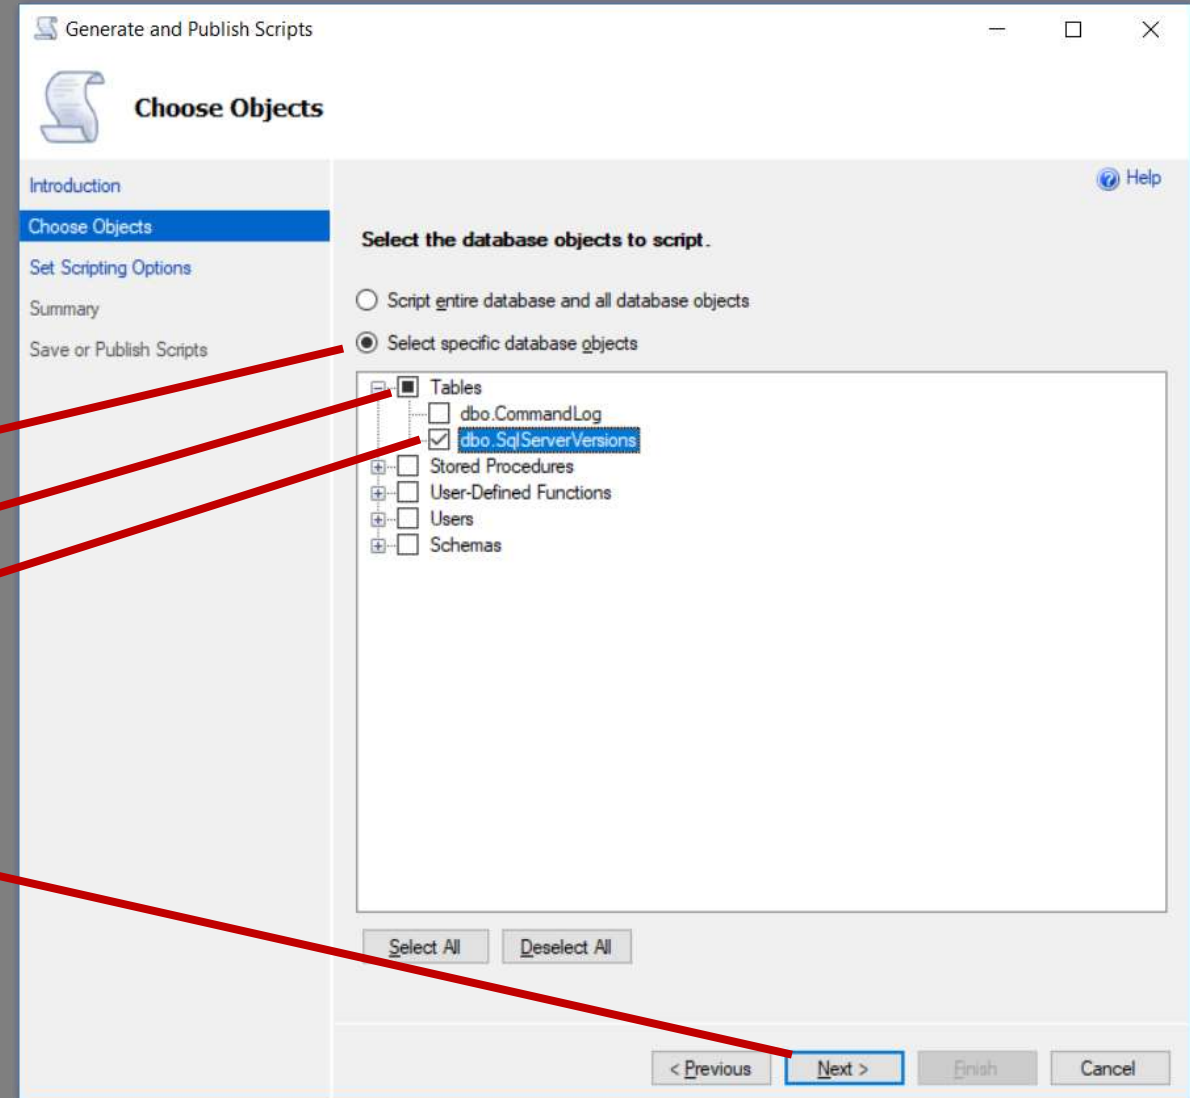 Generate and Publish Scripts
Choose Objects
Introduction
Choose Objects
Set Scripting Options
Summary
Save or Publish Scripts
Help
Select the database objects to script.
Script entire database and all database objects
Select specific database objects
Tables
dbo.CommandLog
dbo.SqlServerVersions
Stored Procedures
User-Defined Functions
Users
Schemas
Select All
Deselect All
< Previous
Next >
Finish
Cancel